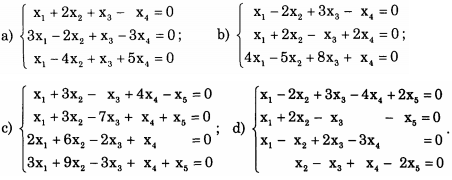 a) { x₁ + 2x₂ + x₃ − x₄ = 0
3x₁ − 2x₂ + x₃ − 3x₄ = 0 ;
x₁ − 4x₂ + x₃ + 5x₄ = 0
b) { x₁ − 2x₂ + 3x₃ − x₄ = 0
x₁ + 2x₂ − x₃ + 2x₄ = 0 ;
4x₁ − 5x₂ + 8x₃ + x₄ = 0
c) { x₁ + 3x₂ − x₃ + 4x₄ − x₅ = 0
x₁ + 3x₂ − 7x₃ + x₄ + x₅ = 0
2x₁ + 6x₂ − 2x₃ + x₄ = 0 ;
3x₁ + 9x₂ − 3x₃ + x₄ + x₅ = 0
d) { x₁ − 2x₂ + 3x₃ − 4x₄ + 2x₅ = 0
x₁ + 2x₂ − x₃ − x₅ = 0
x₁ − x₂ + 2x₃ − 3x₄ = 0 .
x₂ − x₃ + x₄ − 2x₅ = 0